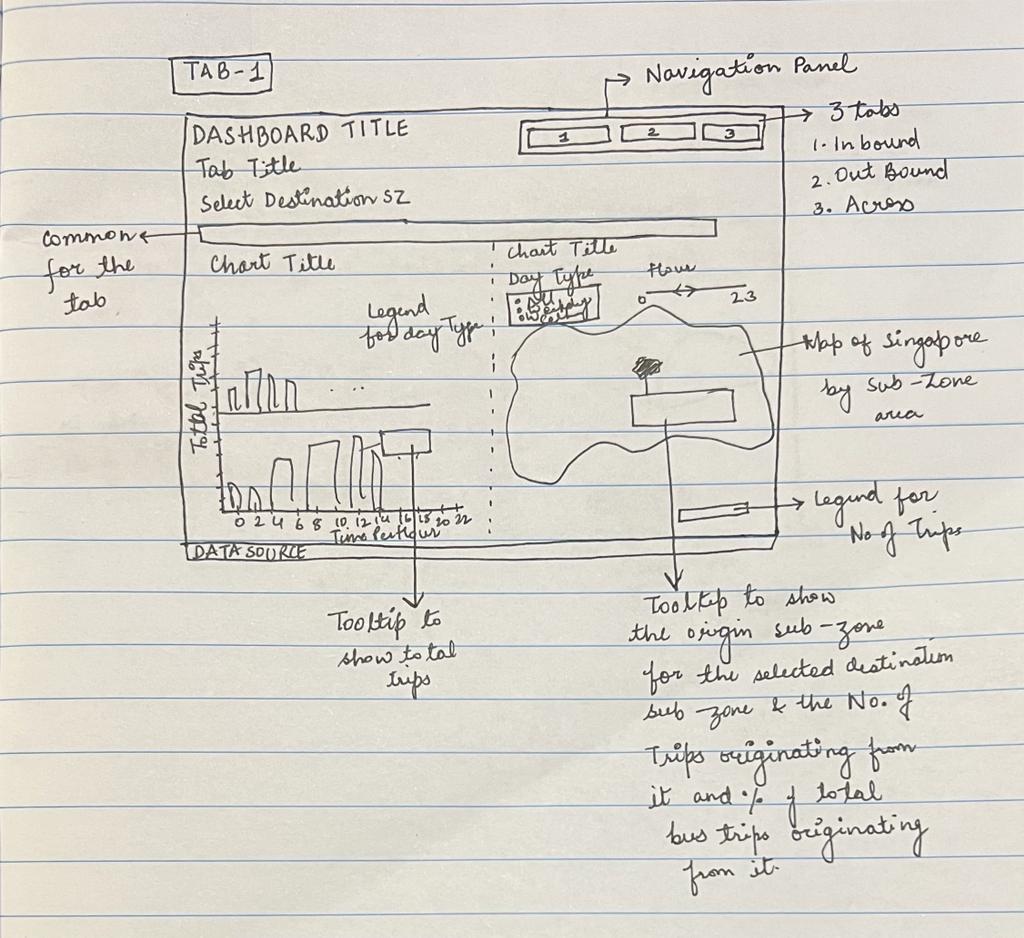 TAB-1
Navigation Panel
DASHBOARD TITLE
1 2 3
3 tabs
1. In bound
2. Out Bound
3. Across
Tab Title
Select Destination SZ
Common
for the
tab
Chart Title
Legend
for day Type
Chart Title
Day Type
All
Hour
0 23
Map of Singapore
by Sub-Zone
area
Total Trips
0 2 4 6 8 10 12 14 16 18 20 22
Time Per Hour
Legend for
No of Trips
DATA SOURCE
Tooltip to
show total
trips
Tooltip to show
the origin sub-zone
for the selected destination
sub-zone & the No. of
Trips originating from
it and % of total
bus trips originating
from it.